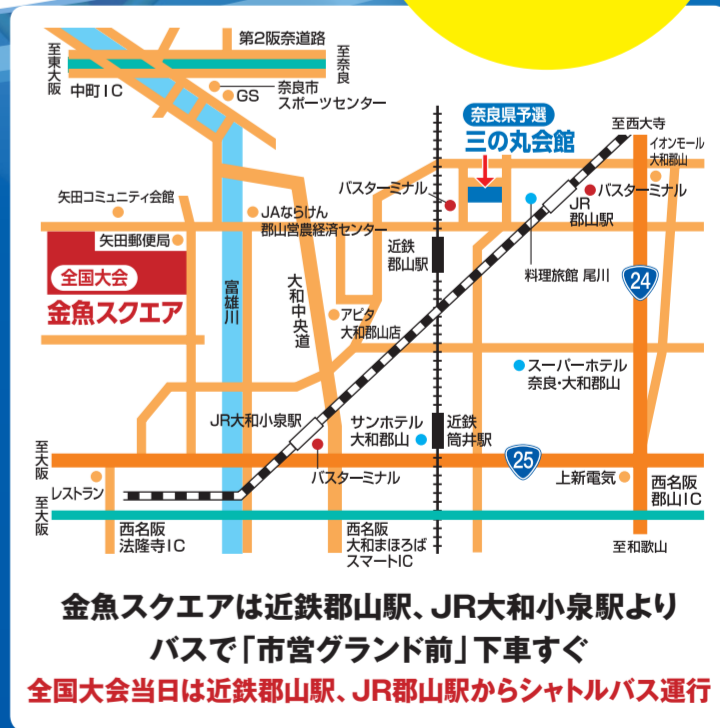 第2阪奈道路
至東大阪
至奈良
中町IC
奈良市
スポーツセンター
GS
奈良県予選
三の丸会館
至西大寺
イオンモール
大和郡山
バスターミナル
バスターミナル
JR
郡山駅
矢田コミュニティ会館
JAならけん
郡山営農経済センター
矢田郵便局
近鉄
郡山駅
料理旅館 尾川
24
全国大会
金魚スクエア
富雄川
大和中央道
アピタ
大和郡山店
スーパーホテル
奈良・大和郡山
JR大和小泉駅
サンホテル
大和郡山
近鉄
筒井駅
至大阪
25
バスターミナル
上新電気
レストラン
西名阪
郡山IC
至大阪
西名阪
法隆寺IC
西名阪
大和まほろば
スマートIC
至和歌山
金魚スクエアは近鉄郡山駅、JR大和小泉駅より
バスで「市営グランド前」下車すぐ
全国大会当日は近鉄郡山駅、JR郡山駅からシャトルバス運行